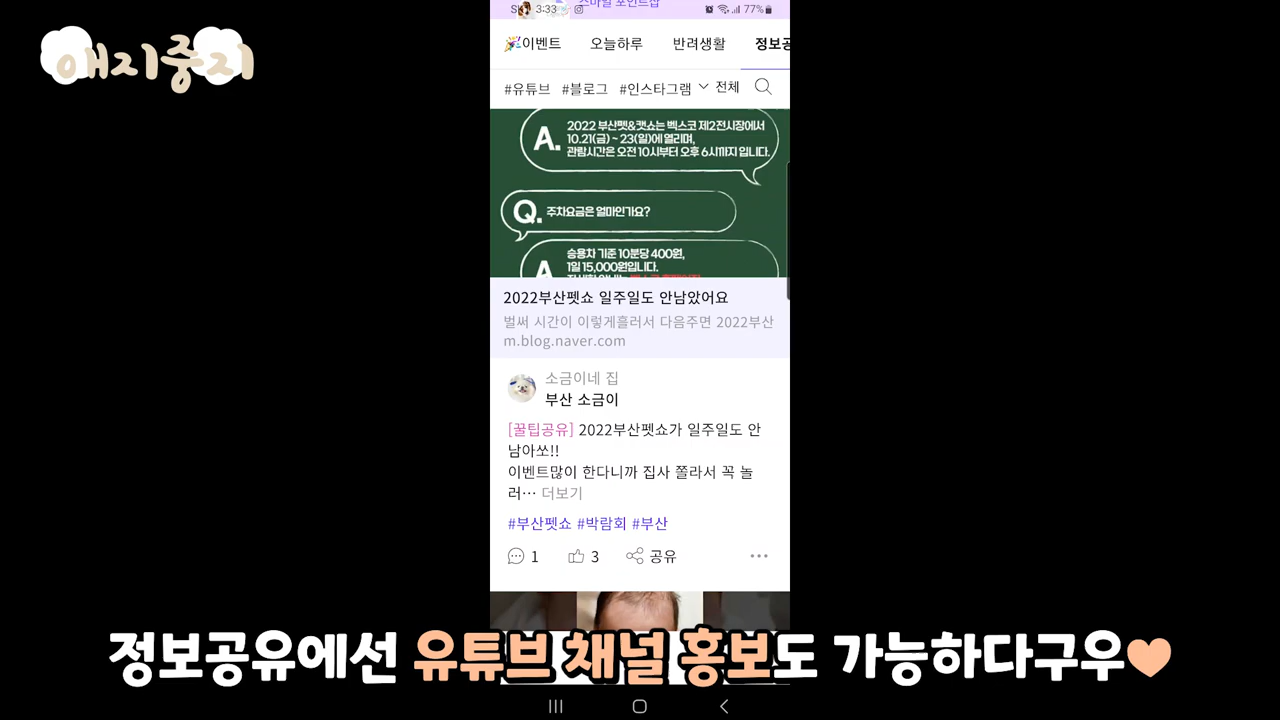 애지중지
3:33
스마일 포인트샵
77%
🎉이벤트 오늘하루 반려생활 정보공
#유튜브 #블로그 #인스타그램 전체
A. 2022 부산펫&캣쇼는 벡스코 제2전시장에서
10.21(금) ~ 23(일)에 열리며,
관람시간은 오전 10시부터 오후 6시까지 입니다.
Q. 주차요금은 얼마인가요?
A 승용차 기준 10분당 400원,
1일 15,000원입니다.
2022부산펫쇼 일주일도 안남았어요
벌써 시간이 이렇게흘러서 다음주면 2022부산
m.blog.naver.com
소금이네 집
부산 소금이
[꿀팁공유] 2022부산펫쇼가 일주일도 안
남아쏘!!
이벤트많이 한다니까 집사 쫄라서 꼭 놀
러… 더보기
#부산펫쇼 #박람회 #부산
1 3 공유
정보공유에선 유튜브 채널 홍보도 가능하다구우